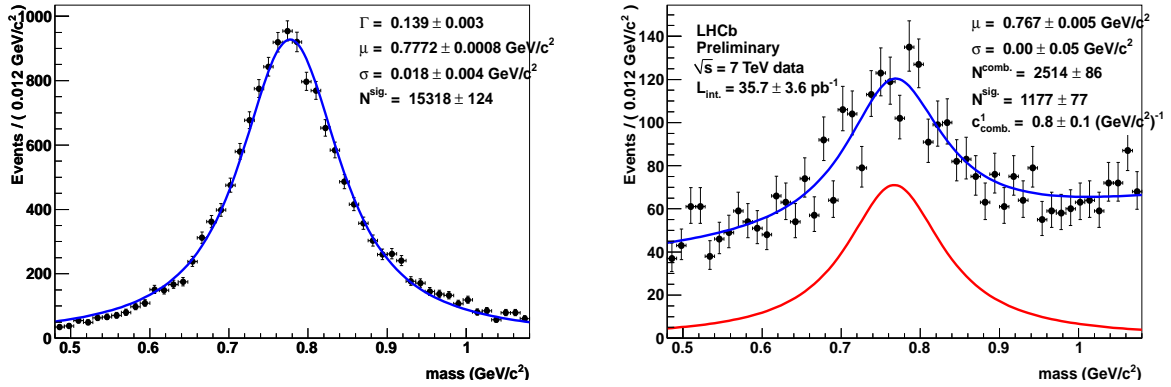 Γ = 0.139 ± 0.003
μ = 0.7772 ± 0.0008 GeV/c²
σ = 0.018 ± 0.004 GeV/c²
N^sig. = 15318 ± 124
Events / ( 0.012 GeV/c² )
1000
800
600
400
200
0
0.5 0.6 0.7 0.8 0.9 1
mass (GeV/c²)
LHCb
Preliminary
√s = 7 TeV data
L_int. = 35.7 ± 3.6 pb⁻¹
μ = 0.767 ± 0.005 GeV/c²
σ = 0.00 ± 0.05 GeV/c²
N^comb. = 2514 ± 86
N^sig. = 1177 ± 77
c¹_comb. = 0.8 ± 0.1 (GeV/c²)⁻¹
Events / ( 0.012 GeV/c² )
140
120
100
80
60
40
20
0
0.5 0.6 0.7 0.8 0.9 1
mass (GeV/c²)